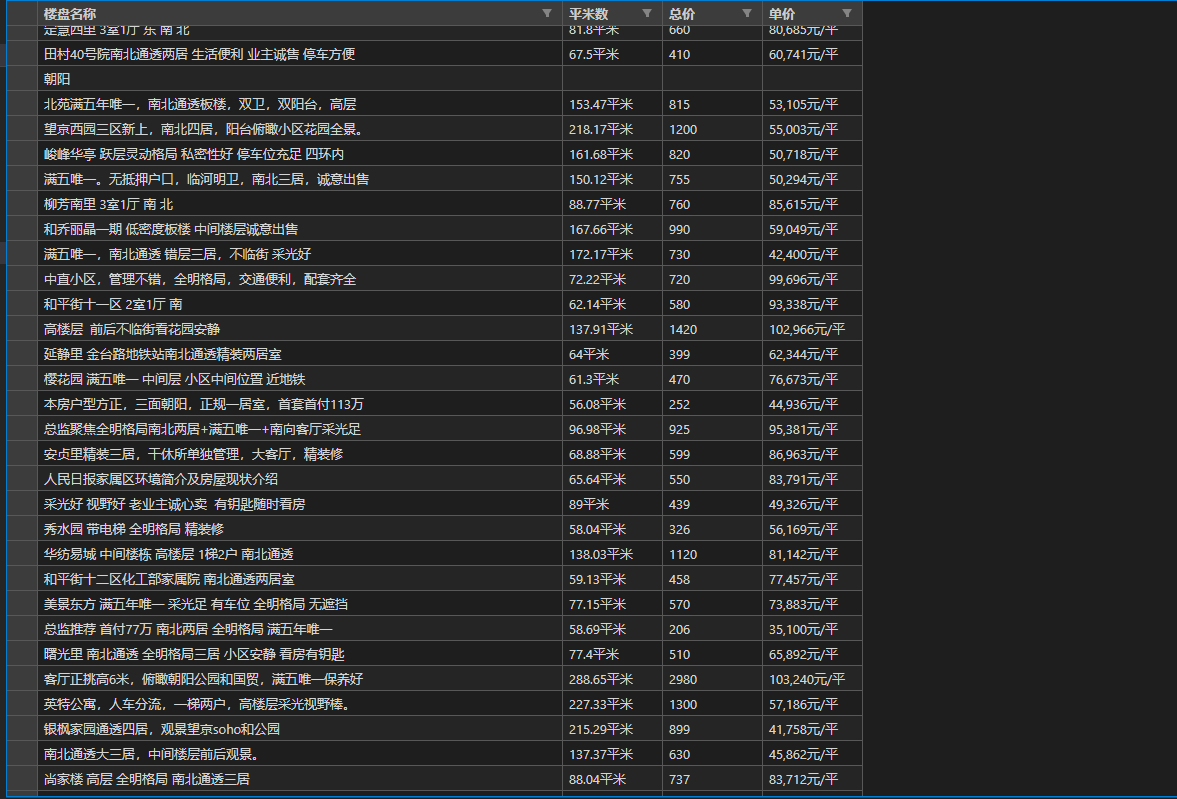 楼盘名称 平米数 总价 单价
定慧西里 3室1厅 东 南 北 81.8平米 660 80,685元/平
田村40号院南北通透两居 生活便利 业主诚售 停车方便 67.5平米 410 60,741元/平
朝阳
北苑满五年唯一，南北通透板楼，双卫，双阳台，高层 153.47平米 815 53,105元/平
望京西园三区新上，南北四居，阳台俯瞰小区花园全景。 218.17平米 1200 55,003元/平
峻峰华亭 跃层灵动格局 私密性好 停车位充足 四环内 161.68平米 820 50,718元/平
满五唯一。无抵押户口，临河明卫，南北三居，诚意出售 150.12平米 755 50,294元/平
柳芳南里 3室1厅 南 北 88.77平米 760 85,615元/平
和乔丽晶一期 低密度板楼 中间楼层诚意出售 167.66平米 990 59,049元/平
满五唯一，南北通透 错层三居，不临街 采光好 172.17平米 730 42,400元/平
中直小区，管理不错，全明格局，交通便利，配套齐全 72.22平米 720 99,696元/平
和平街十一区 2室1厅 南 62.14平米 580 93,338元/平
高楼层 前后不临街看花园安静 137.91平米 1420 102,966元/平
延静里 金台路地铁站南北通透精装两居室 64平米 399 62,344元/平
樱花园 满五唯一 中间层 小区中间位置 近地铁 61.3平米 470 76,673元/平
本房户型方正，三面朝阳，正规一居室，首套首付113万 56.08平米 252 44,936元/平
总监聚焦全明格局南北两居+满五唯一+南向客厅采光足 96.98平米 925 95,381元/平
安贞里精装三居，干休所单独管理，大客厅，精装修 68.88平米 599 86,963元/平
人民日报家属区环境简介及房屋现状介绍 65.64平米 550 83,791元/平
采光好 视野好 老业主诚心卖 有钥匙随时看房 89平米 439 49,326元/平
秀水园 带电梯 全明格局 精装修 58.04平米 326 56,169元/平
华纺易城 中间楼栋 高楼层 1梯2户 南北通透 138.03平米 1120 81,142元/平
和平街十二区化工部家属院 南北通透两居室 59.13平米 458 77,457元/平
美景东方 满五年唯一 采光足 有车位 全明格局 无遮挡 77.15平米 570 73,883元/平
总监推荐 首付77万 南北两居 全明格局 满五年唯一 58.69平米 206 35,100元/平
曙光里 南北通透 全明格局三居 小区安静 看房有钥匙 77.4平米 510 65,892元/平
客厅正挑高6米，俯瞰朝阳公园和国贸，满五唯一保养好 288.65平米 2980 103,240元/平
英特公寓，人车分流，一梯两户，高楼层采光视野棒。 227.33平米 1300 57,186元/平
银枫家园通透四居，观景望京soho和公园 215.29平米 899 41,758元/平
南北通透大三居，中间楼层前后观景。 137.37平米 630 45,862元/平
尚家楼 高层 全明格局 南北通透三居 88.04平米 737 83,712元/平